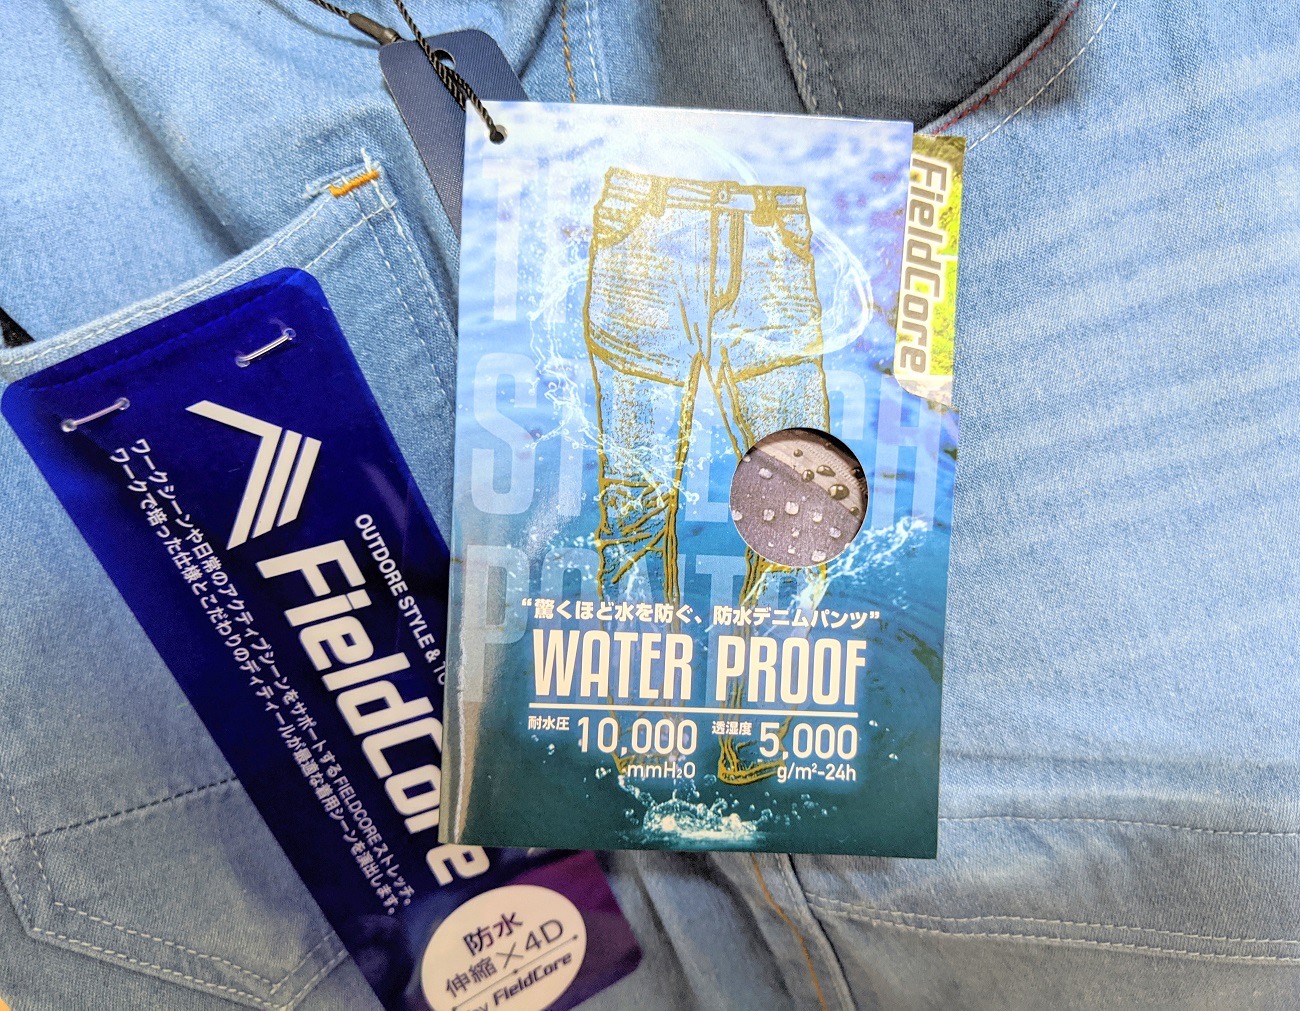 ワークシーンや日常のアクティブシーンをサポートするFIELDCOREストレッチ。
ワークで培った仕様とこだわりのディティールが最適な着用シーンを演出します。
OUTDORE STYLE &
FieldCore
防水
伸縮×4D
by FieldCore
FieldCore
“驚くほど水を防ぐ、防水デニムパンツ”
WATER PROOF
耐水圧 10,000 mmH₂O
透湿度 5,000 g/m²-24h